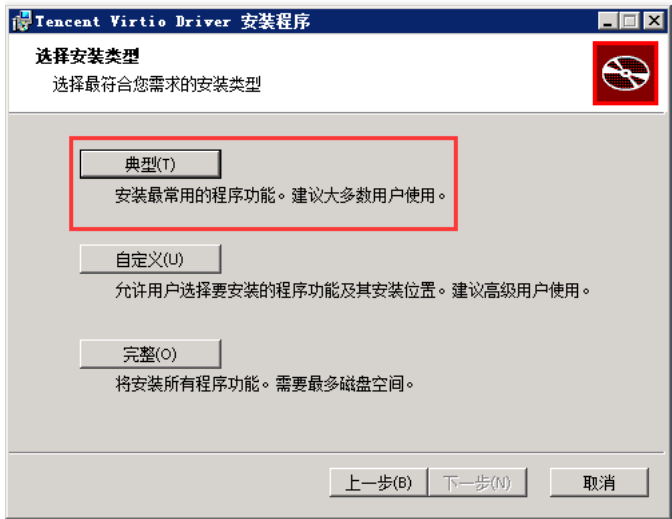 Tencent Virtio Driver 安装程序
选择安装类型
选择最符合您需求的安装类型
典型(T)
安装最常用的程序功能。建议大多数用户使用。
自定义(U)
允许用户选择要安装的程序功能及其安装位置。建议高级用户使用。
完整(O)
将安装所有程序功能。需要最多磁盘空间。
上一步(B) 下一步(N) 取消